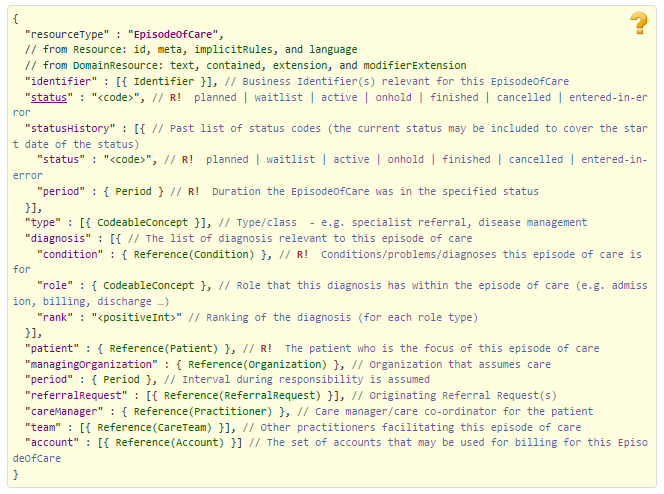 {
  "resourceType" : "EpisodeOfCare",
  // from Resource: id, meta, implicitRules, and language
  // from DomainResource: text, contained, extension, and modifierExtension
  "identifier" : [{ Identifier }], // Business Identifier(s) relevant for this EpisodeOfCare
  "status" : "<code>", // R!  planned | waitlist | active | onhold | finished | cancelled | entered-in-er
ror
  "statusHistory" : [{ // Past list of status codes (the current status may be included to cover the star
t date of the status)
    "status" : "<code>", // R!  planned | waitlist | active | onhold | finished | cancelled | entered-in-
error
    "period" : { Period } // R!  Duration the EpisodeOfCare was in the specified status
  }],
  "type" : [{ CodeableConcept }], // Type/class  - e.g. specialist referral, disease management
  "diagnosis" : [{ // The list of diagnosis relevant to this episode of care
    "condition" : { Reference(Condition) }, // R!  Conditions/problems/diagnoses this episode of care is
for
    "role" : { CodeableConcept }, // Role that this diagnosis has within the episode of care (e.g. admiss
ion, billing, discharge …)
    "rank" : "<positiveInt>" // Ranking of the diagnosis (for each role type)
  }],
  "patient" : { Reference(Patient) }, // R!  The patient who is the focus of this episode of care
  "managingOrganization" : { Reference(Organization) }, // Organization that assumes care
  "period" : { Period }, // Interval during responsibility is assumed
  "referralRequest" : [{ Reference(ReferralRequest) }], // Originating Referral Request(s)
  "careManager" : { Reference(Practitioner) }, // Care manager/care co-ordinator for the patient
  "team" : [{ Reference(CareTeam) }], // Other practitioners facilitating this episode of care
  "account" : [{ Reference(Account) }] // The set of accounts that may be used for billing for this Episo
deOfCare
}
?